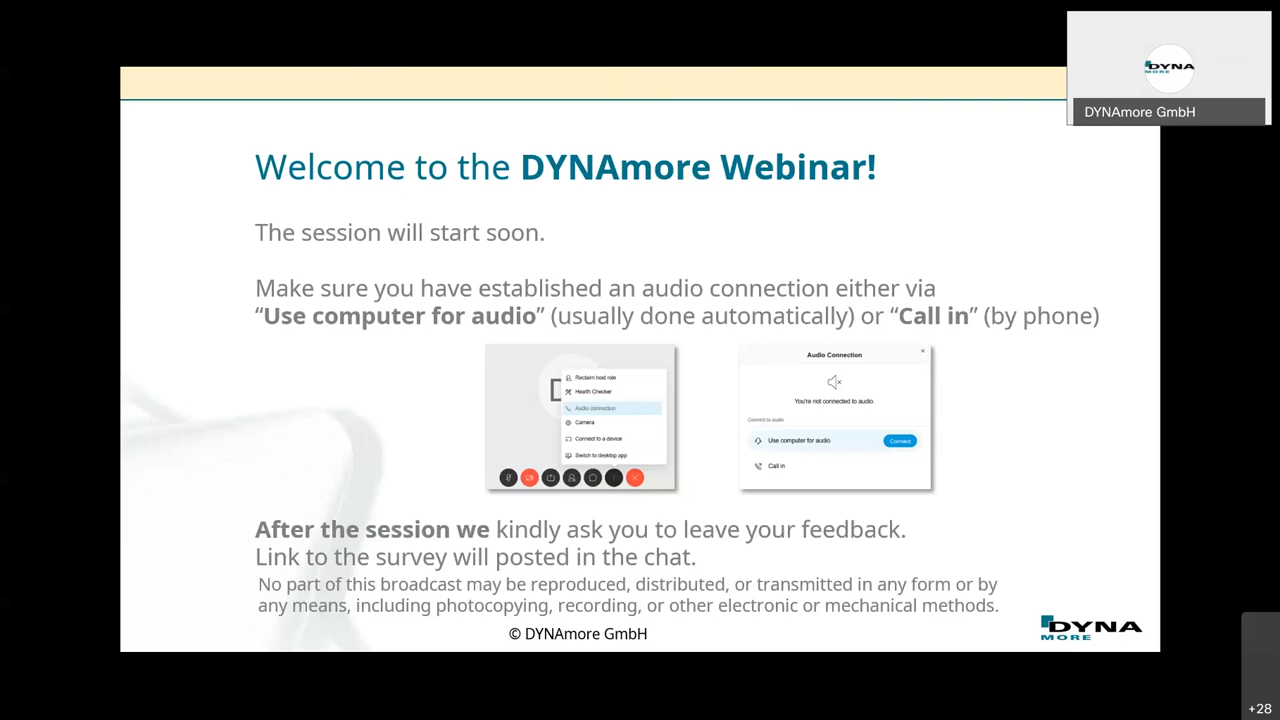 DYNA
MORE
DYNAmore GmbH
Welcome to the DYNAmore Webinar!
The session will start soon.
Make sure you have established an audio connection either via
“Use computer for audio” (usually done automatically) or “Call in” (by phone)
D
Reclaim host role
Health Checker
Audio connection
Camera
Connect to a device
Switch to desktop app
Audio Connection
You're not connected to audio.
Connect to audio
Use computer for audio
Connect
Call in
After the session we kindly ask you to leave your feedback.
Link to the survey will posted in the chat.
No part of this broadcast may be reproduced, distributed, or transmitted in any form or by
any means, including photocopying, recording, or other electronic or mechanical methods.
© DYNAmore GmbH
DYNA
MORE
+28